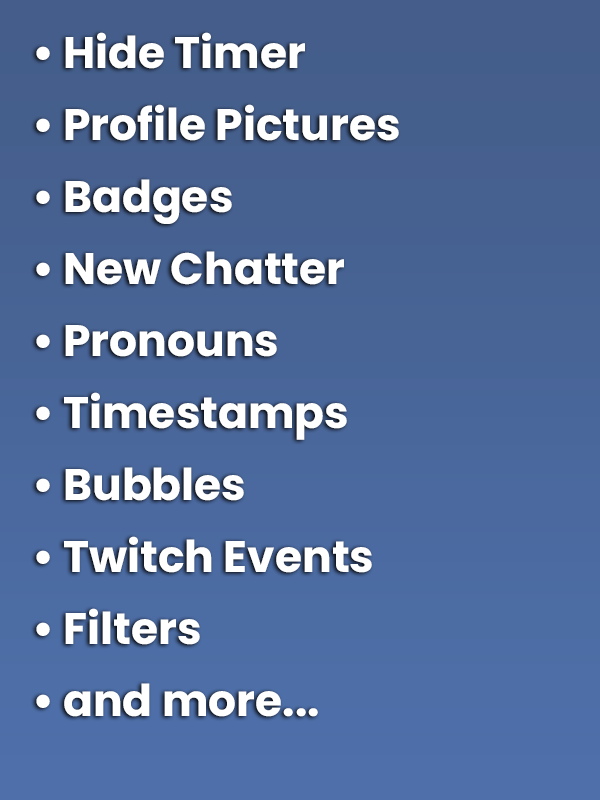 • Hide Timer
• Profile Pictures
• Badges
• New Chatter
• Pronouns
• Timestamps
• Bubbles
• Twitch Events
• Filters
• and more...